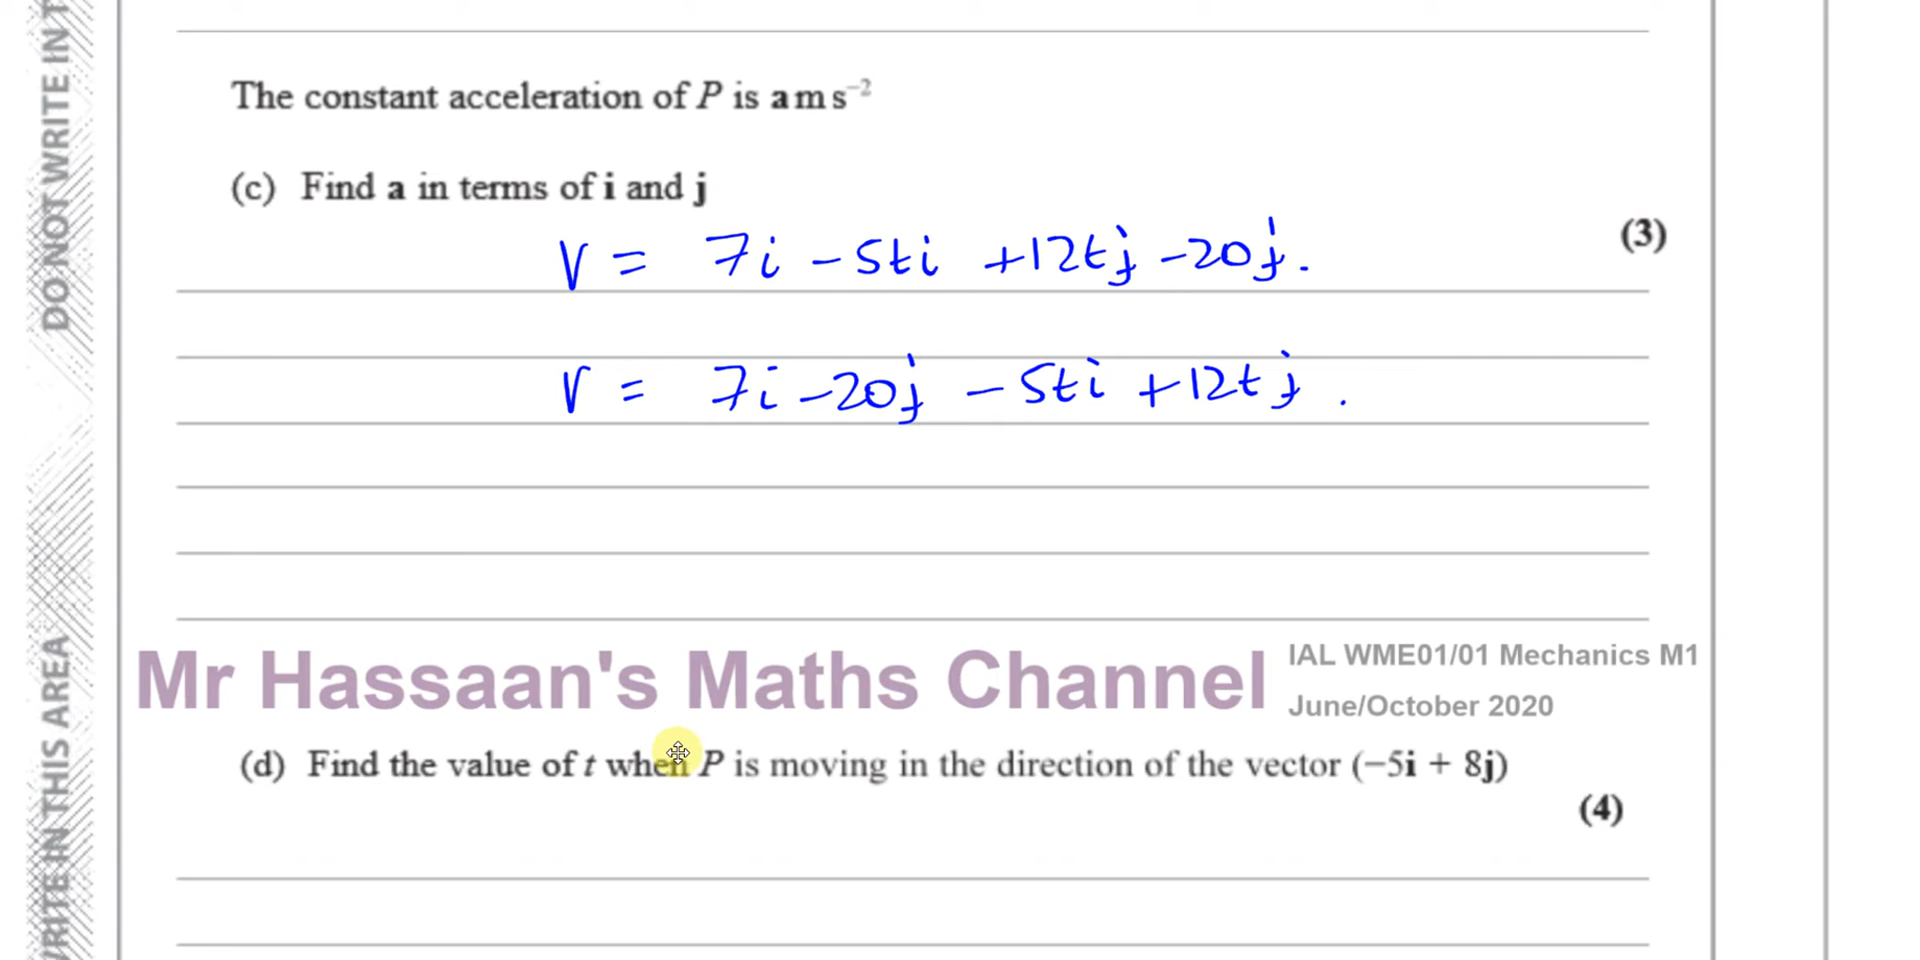 The constant acceleration of P is a m s⁻²
(c) Find a in terms of i and j
(3)
V = 7i - 5ti + 12tj - 20j.
V = 7i - 20j - 5ti + 12tj.
Mr Hassaan's Maths Channel
IAL WME01/01 Mechanics M1
June/October 2020
(d) Find the value of t when P is moving in the direction of the vector (−5i + 8j)
(4)
DO NOT WRITE IN T
WRITE IN THIS AREA